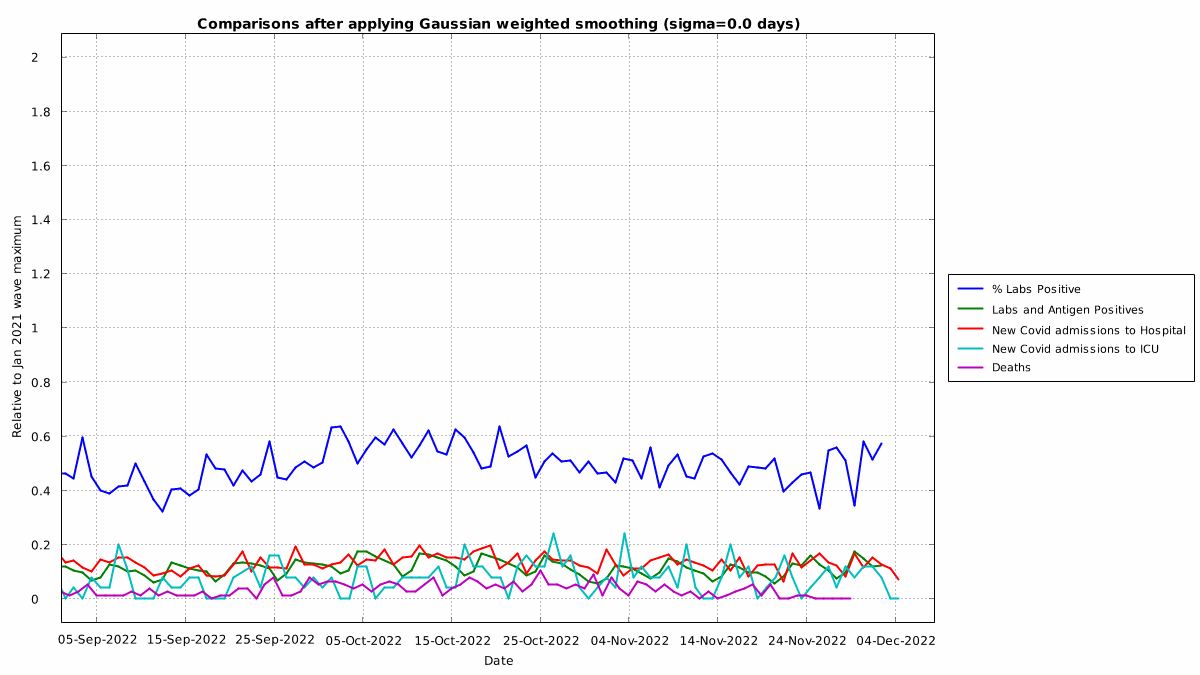 Comparisons after applying Gaussian weighted smoothing (sigma=0.0 days)
Relative to Jan 2021 wave maximum
2
1.8
1.6
1.4
1.2
1
0.8
0.6
0.4
0.2
0
05-Sep-2022 15-Sep-2022 25-Sep-2022 05-Oct-2022 15-Oct-2022 25-Oct-2022 04-Nov-2022 14-Nov-2022 24-Nov-2022 04-Dec-2022
Date
% Labs Positive
Labs and Antigen Positives
New Covid admissions to Hospital
New Covid admissions to ICU
Deaths